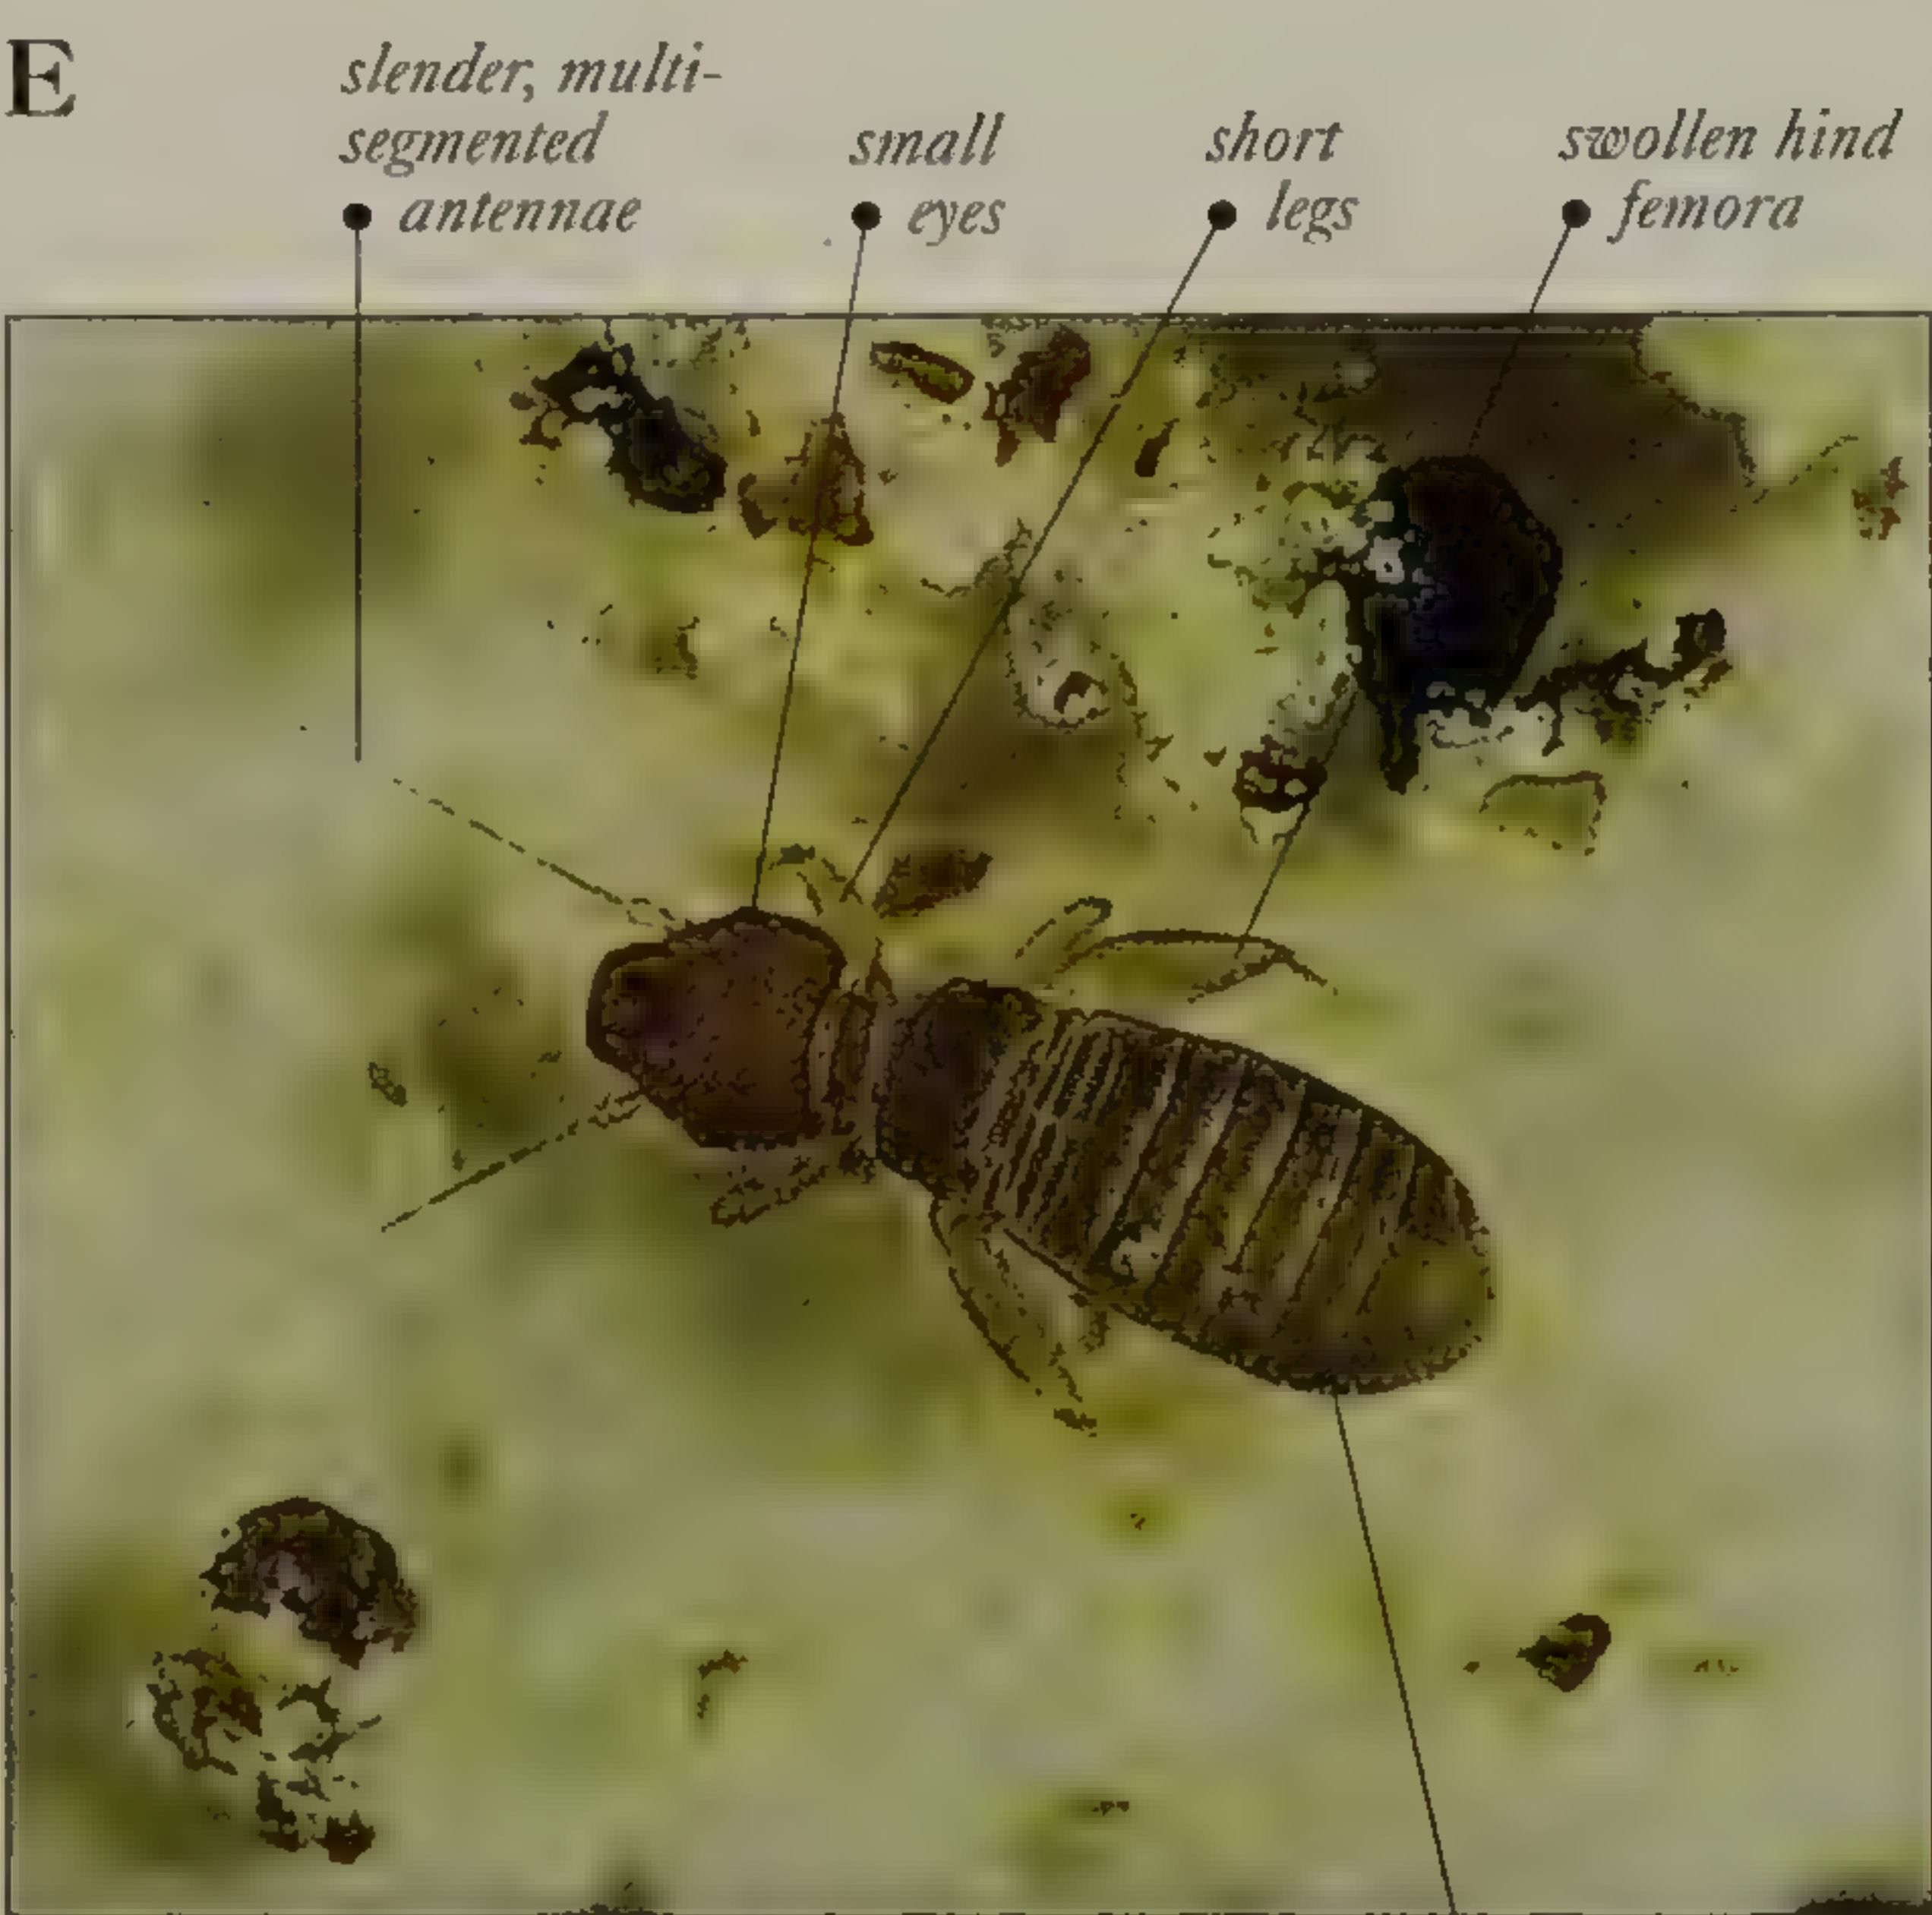 E
slender, multi-
segmented
antennae
small
eyes
short
legs
swollen hind
femora